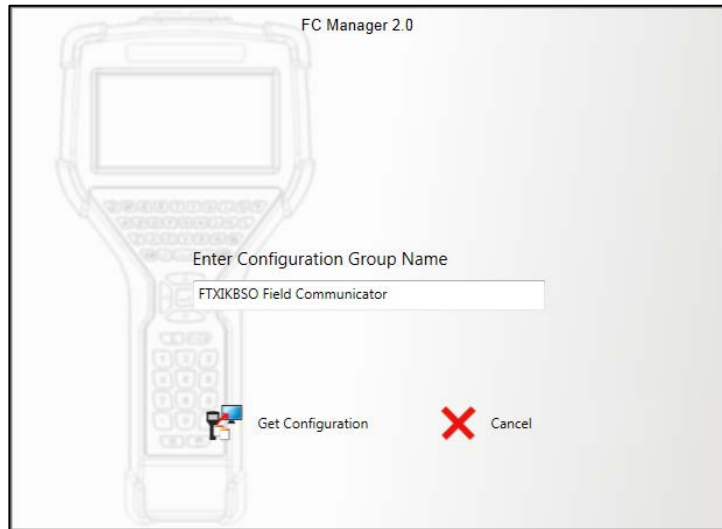 FC Manager 2.0
Enter Configuration Group Name
FTXIKBSO Field Communicator
Get Configuration
Cancel